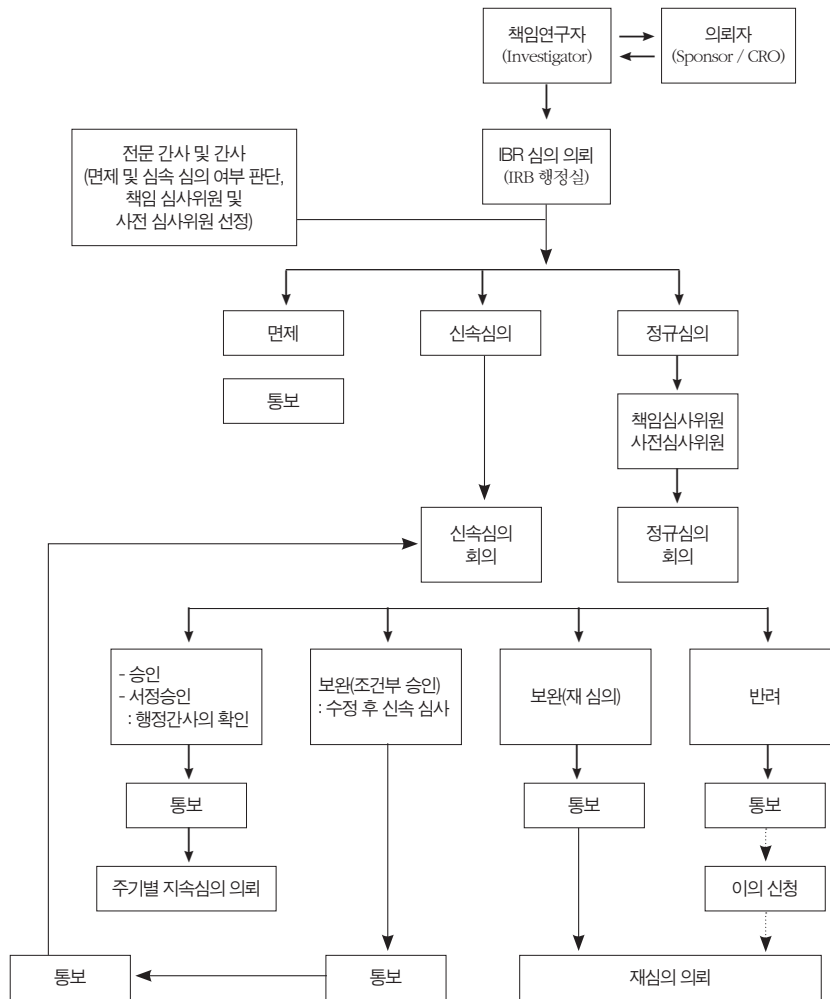 책임연구자
(Investigator)
의뢰자
(Sponsor / CRO)
전문 간사 및 간사
(면제 및 심속 심의 여부 판단,
책임 심사위원 및
사전 심사위원 선정)
IBR 심의 의뢰
(IRB 행정실)
면제
신속심의
정규심의
통보
책임심사위원
사전심사위원
신속심의
회의
정규심의
회의
- 승인
- 서정승인
: 행정간사의 확인
보완(조건부 승인)
: 수정 후 신속 심사
보완(재 심의)
반려
통보
통보
통보
주기별 지속심의 의뢰
이의 신청
통보
통보
재심의 의뢰